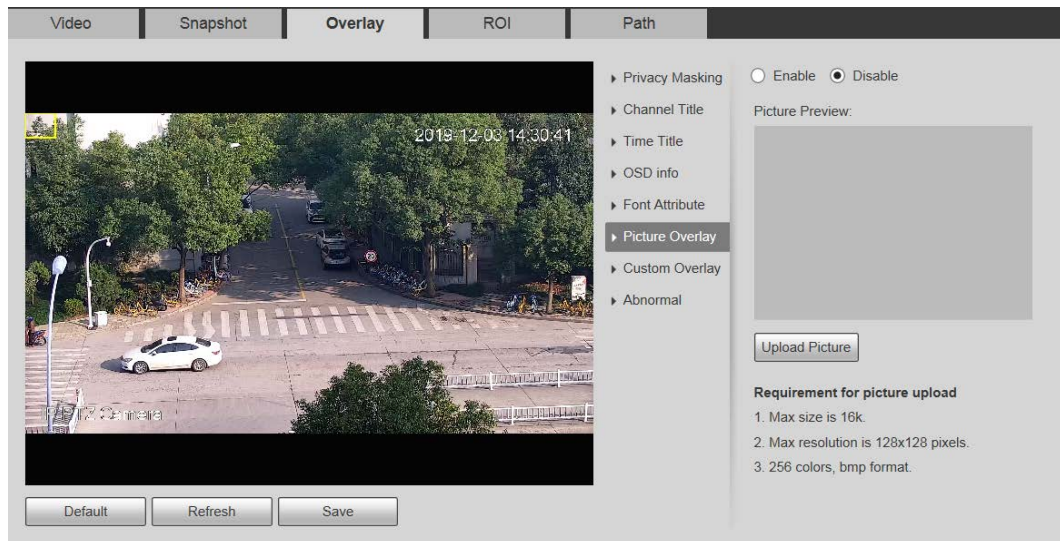 Video
Snapshot
Overlay
ROI
Path
2019-12-03 14:30:41
PTZ Camera
Privacy Masking
Channel Title
Time Title
OSD info
Font Attribute
Picture Overlay
Custom Overlay
Abnormal
Enable Disable
Picture Preview:
Upload Picture
Requirement for picture upload
1. Max size is 16k.
2. Max resolution is 128x128 pixels.
3. 256 colors, bmp format.
Default
Refresh
Save